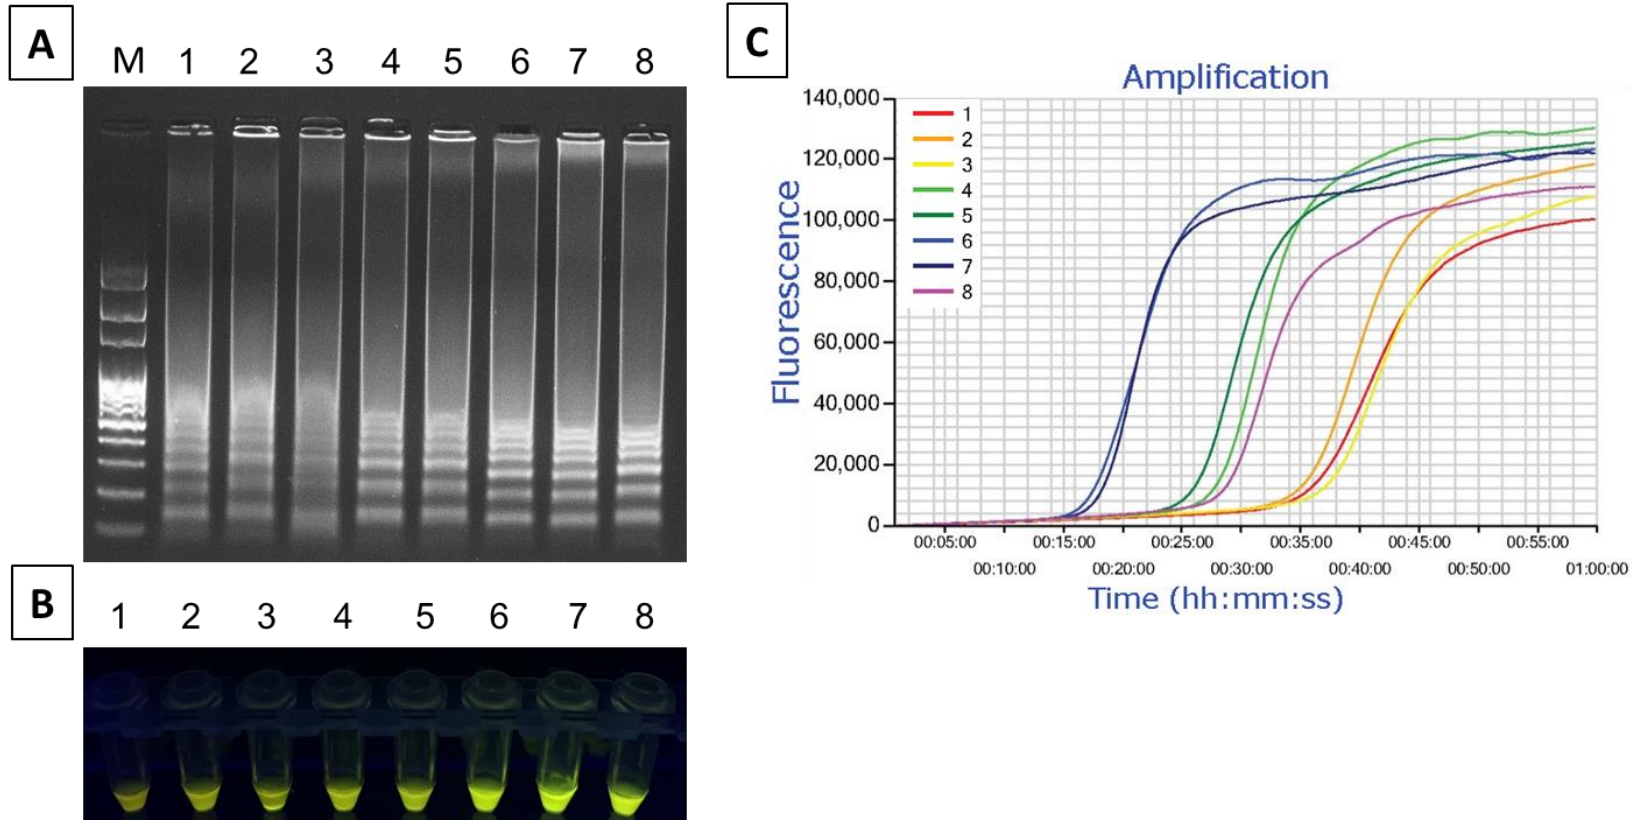 A
M 1 2 3 4 5 6 7 8
B
1 2 3 4 5 6 7 8
C
Amplification
Fluorescence
140,000
120,000
100,000
80,000
60,000
40,000
20,000
0
1
2
3
4
5
6
7
8
00:05:00 00:15:00 00:25:00 00:35:00 00:45:00 00:55:00
00:10:00 00:20:00 00:30:00 00:40:00 00:50:00 01:00:00
Time (hh:mm:ss)